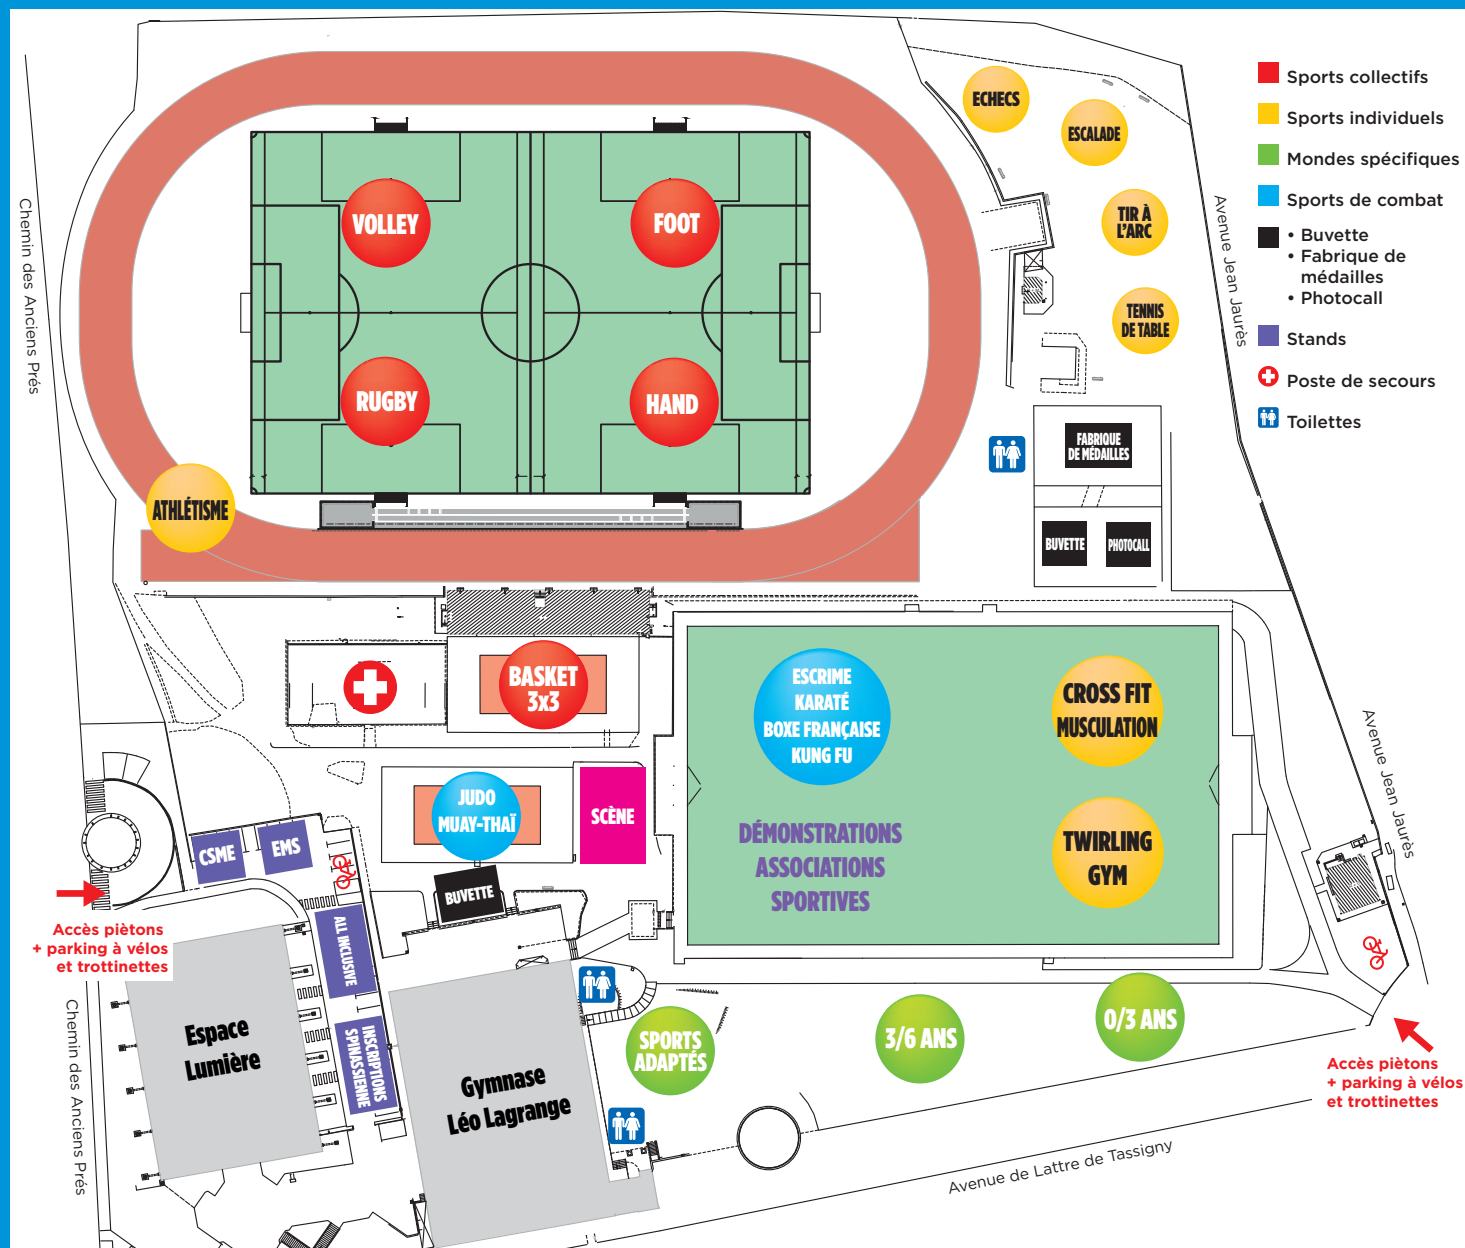 ECHECS
ESCALADE
TIR À
L'ARC
TENNIS
DE TABLE
Sports collectifs
Sports individuels
Mondes spécifiques
Sports de combat
• Buvette
• Fabrique de
médailles
• Photocall
Stands
Poste de secours
Toilettes
Chemin des Anciens Prés
Avenue Jean Jaurès
VOLLEY
FOOT
RUGBY
HAND
ATHLÉTISME
FABRIQUE
DE MÉDAILLES
BUVETTE
PHOTOCALL
BASKET
3x3
ESCRIME
KARATÉ
BOXE FRANÇAISE
KUNG FU
CROSS FIT
MUSCULATION
JUDO
MUAY-THAÏ
SCÈNE
DÉMONSTRATIONS
ASSOCIATIONS
SPORTIVES
TWIRLING
GYM
Avenue Jean Jaurès
CSME
EMS
BUVETTE
Accès piètons
+ parking à vélos
et trottinettes
ALL INCLUSIVE
INSCRIPTIONS
SPINASSIENNE
Espace
Lumière
Gymnase
Léo Lagrange
SPORTS
ADAPTÉS
3/6 ANS
0/3 ANS
Accès piètons
+ parking à vélos
et trottinettes
Chemin des Anciens Prés
Avenue de Lattre de Tassigny